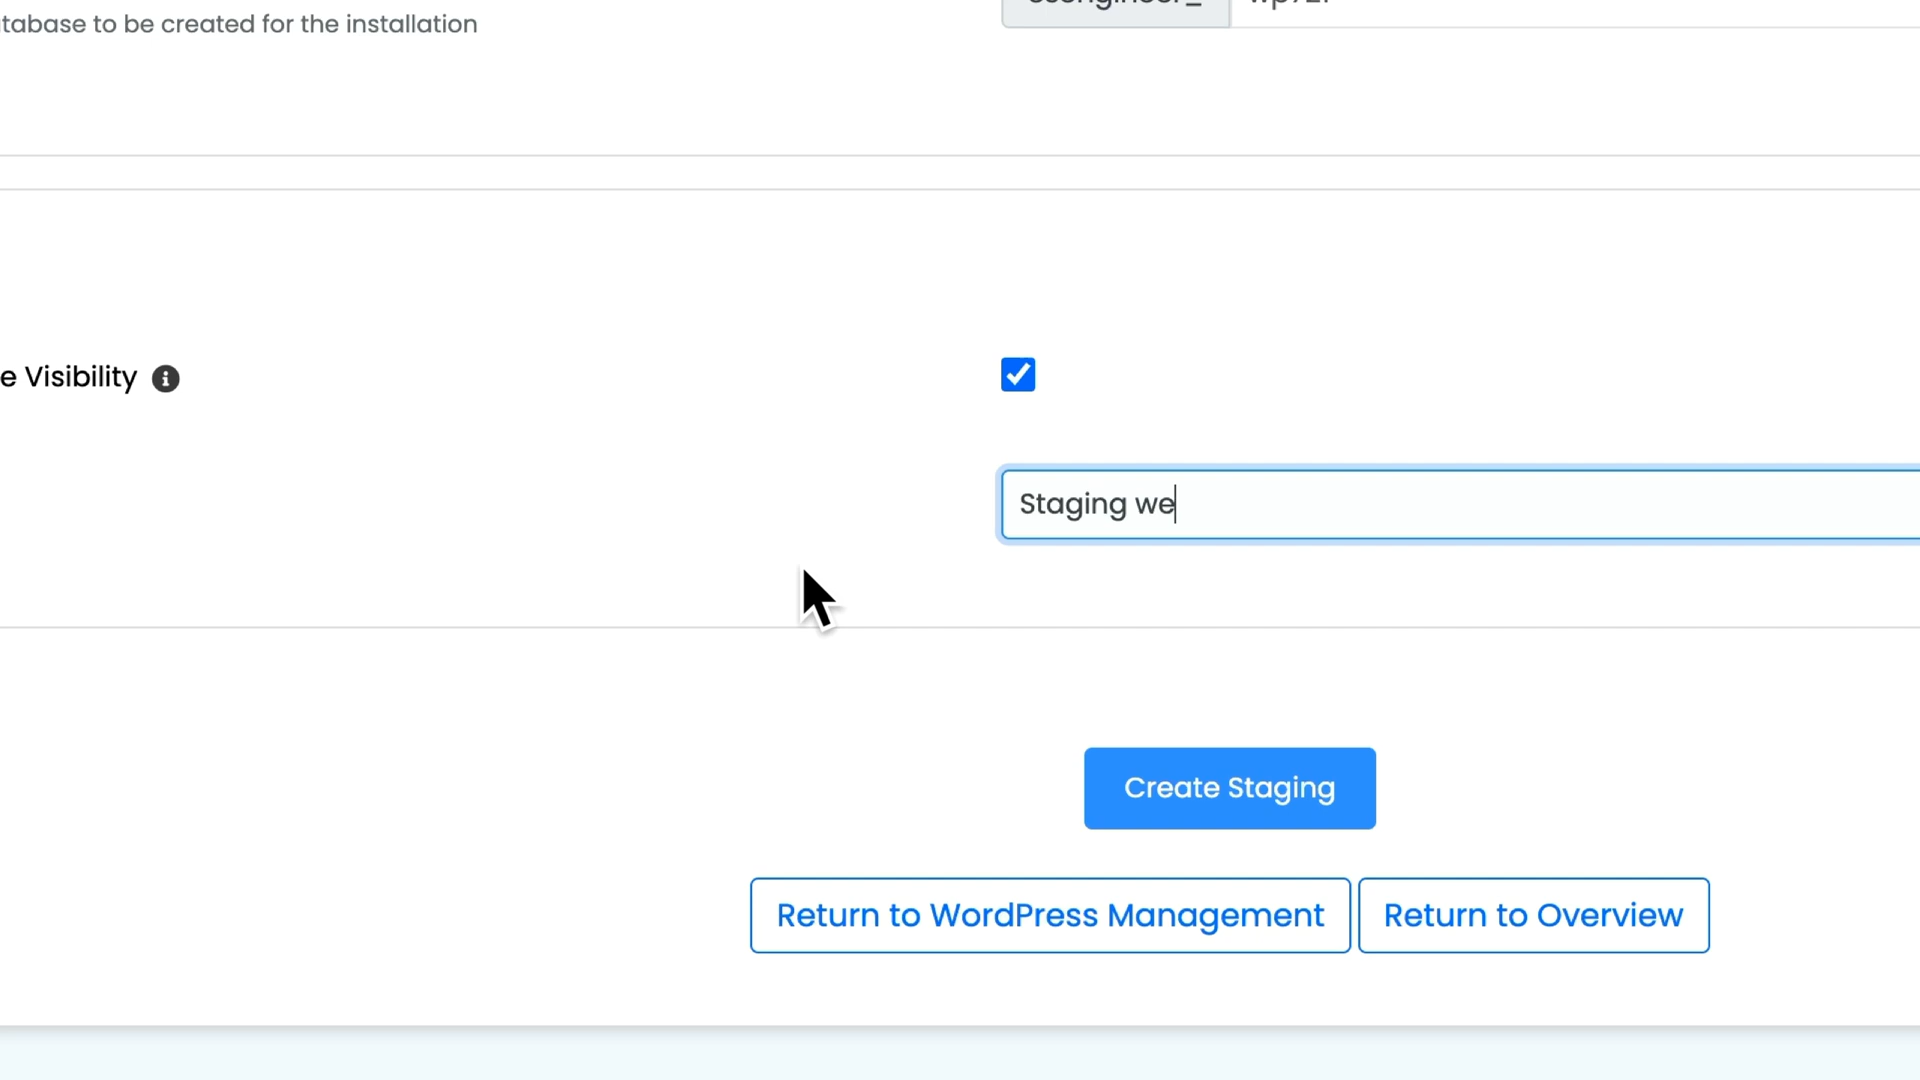 tabase to be created for the installation
e Visibility
Staging we
Create Staging
Return to WordPress Management
Return to Overview